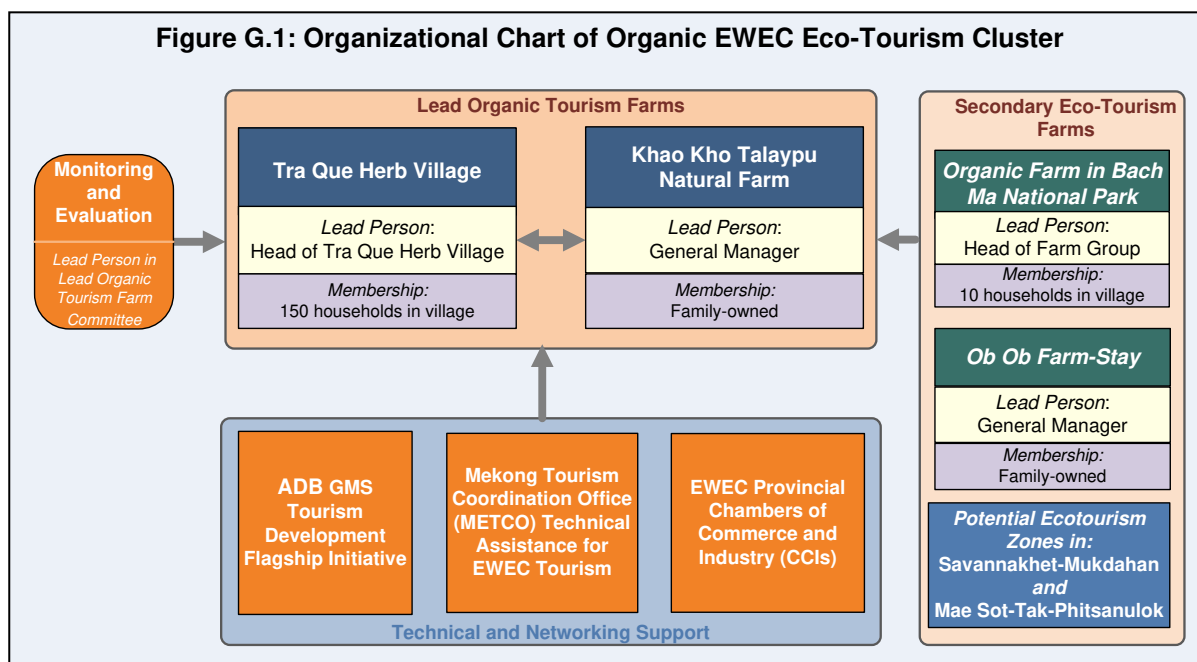 Figure G.1: Organizational Chart of Organic EWEC Eco-Tourism Cluster
Monitoring
and
Evaluation
Lead Person in
Lead Organic
Tourism Farm
Committee
Lead Organic Tourism Farms
Tra Que Herb Village
Lead Person:
Head of Tra Que Herb Village
Membership:
150 households in village
Khao Kho Talaypu
Natural Farm
Lead Person:
General Manager
Membership:
Family-owned
Secondary Eco-Tourism
Farms
Organic Farm in Bach
Ma National Park
Lead Person:
Head of Farm Group
Membership:
10 households in village
Ob Ob Farm-Stay
Lead Person:
General Manager
Membership:
Family-owned
Potential Ecotourism
Zones in:
Savannakhet-Mukdahan
and
Mae Sot-Tak-Phitsanulok
ADB GMS
Tourism
Development
Flagship Initiative
Mekong Tourism
Coordination Office
(METCO) Technical
Assistance for
EWEC Tourism
EWEC Provincial
Chambers of
Commerce and
Industry (CCIs)
Technical and Networking Support